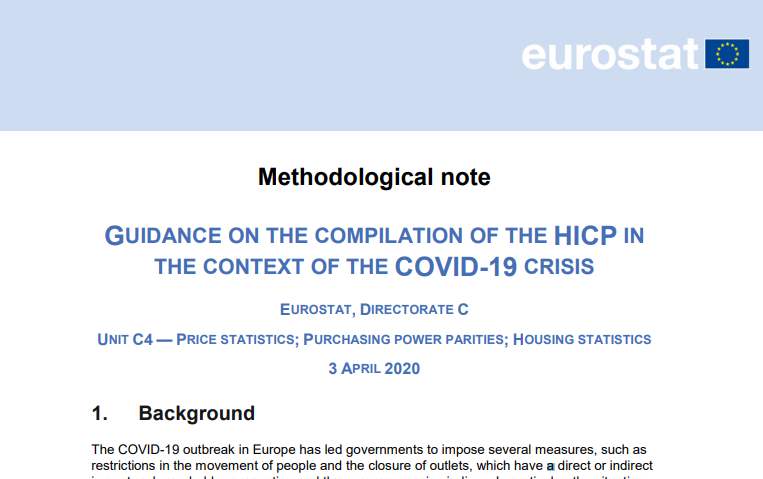 eurostat
Methodological note
GUIDANCE ON THE COMPILATION OF THE HICP IN
THE CONTEXT OF THE COVID-19 CRISIS
EUROSTAT, DIRECTORATE C
UNIT C4 — PRICE STATISTICS; PURCHASING POWER PARITIES; HOUSING STATISTICS
3 APRIL 2020
1. Background
The COVID-19 outbreak in Europe has led governments to impose several measures, such as
restrictions in the movement of people and the closure of outlets, which have a direct or indirect